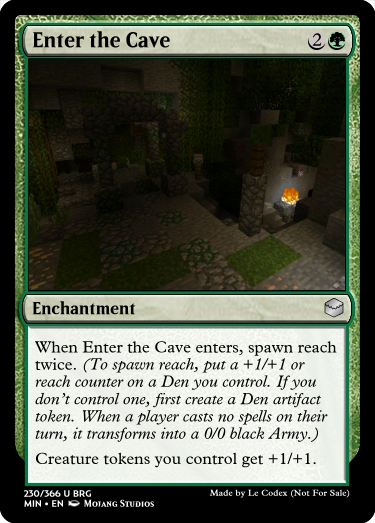 Enter the Cave 2
Enchantment
When Enter the Cave enters, spawn reach
twice. (To spawn reach, put a +1/+1 or
reach counter on a Den you control. If you
don't control one, first create a Den artifact
token. When a player casts no spells on their
turn, it transforms into a 0/0 black Army.)
Creature tokens you control get +1/+1.
230/366 U BRG Made by Le Codex (Not For Sale)
MIN • EN Mojang Studios